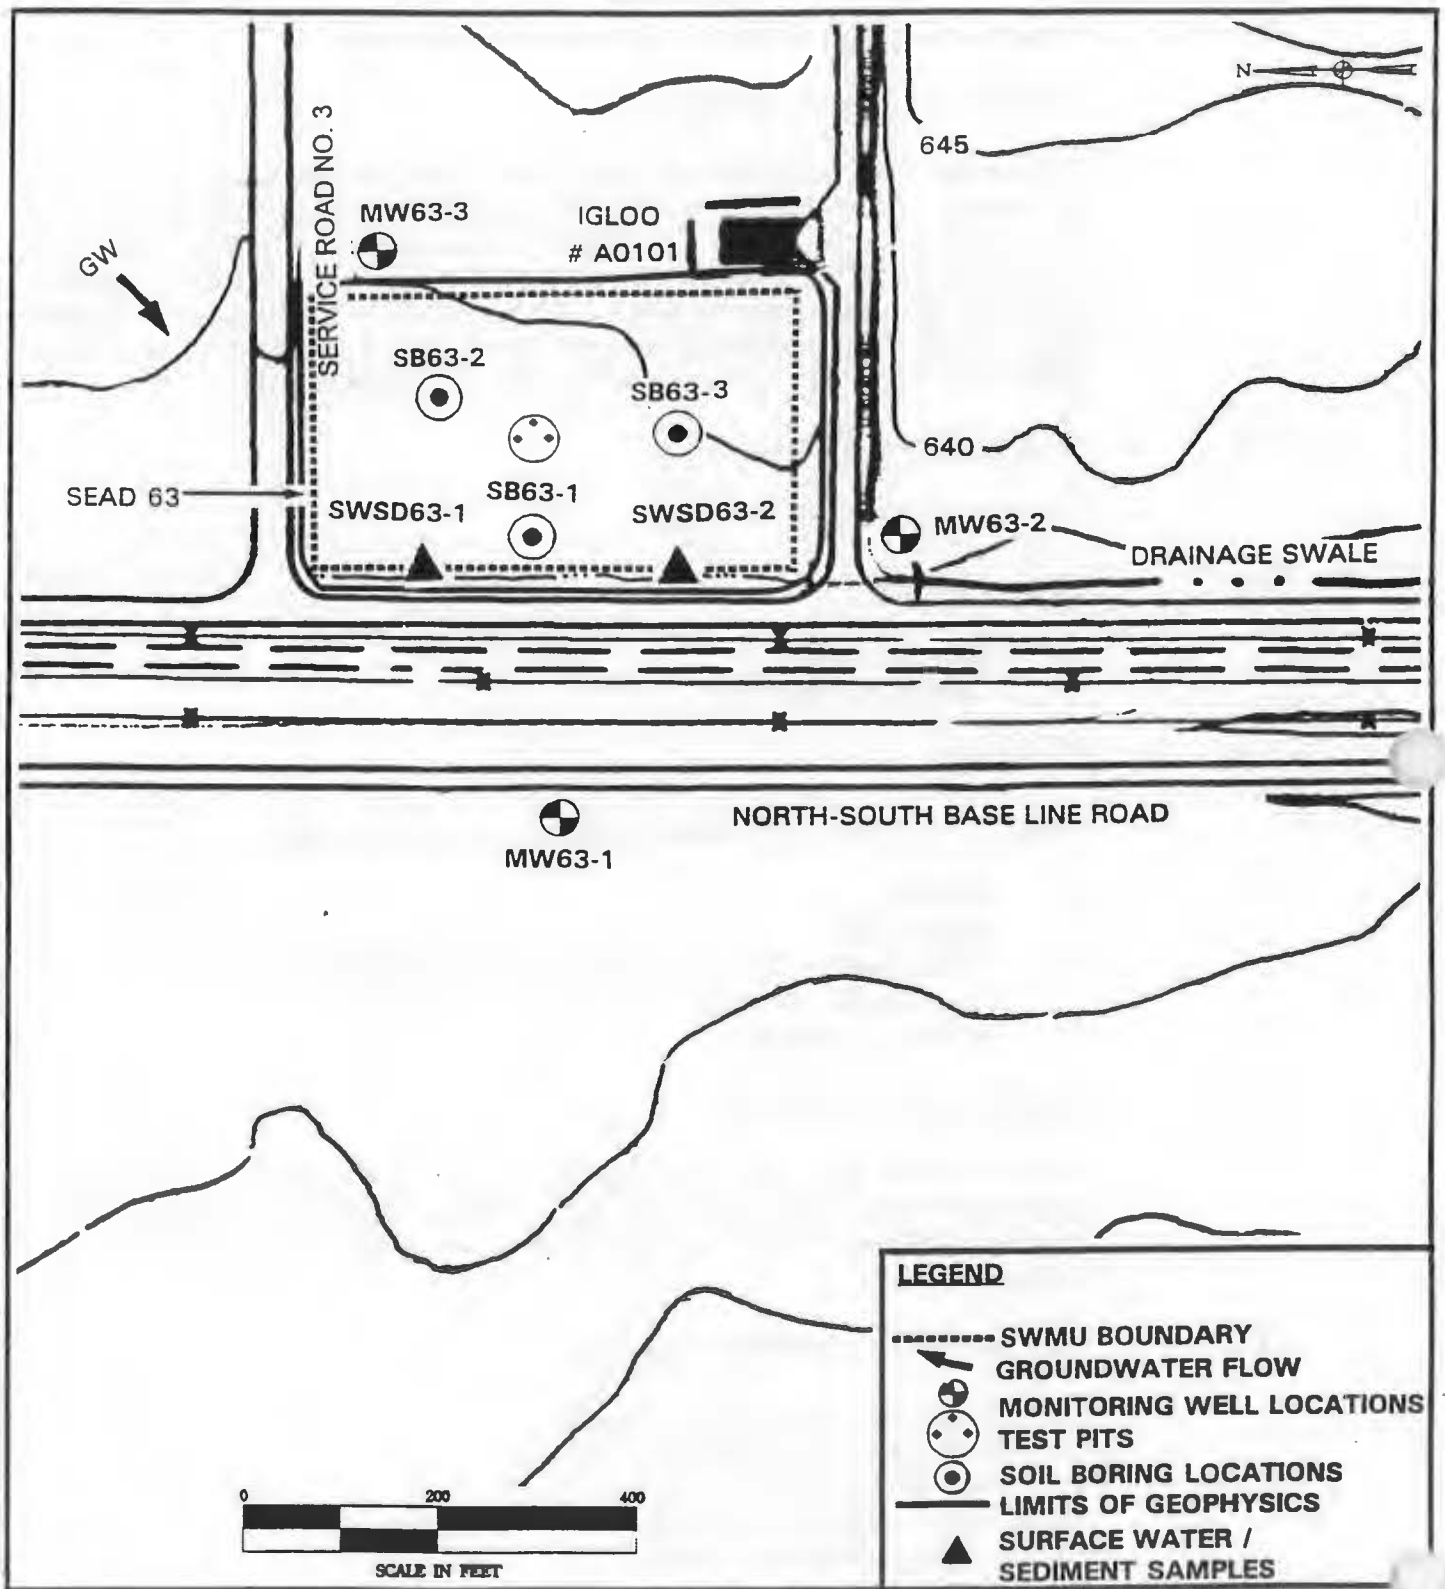 N
645
SERVICE ROAD NO. 3
MW63-3
IGLOO
# A0101
GW
SB63-2
SB63-3
640
SEAD 63
SB63-1
SWSD63-1
SWSD63-2
MW63-2
DRAINAGE SWALE
NORTH-SOUTH BASE LINE ROAD
MW63-1
LEGEND
SWMU BOUNDARY
GROUNDWATER FLOW
MONITORING WELL LOCATIONS
TEST PITS
SOIL BORING LOCATIONS
LIMITS OF GEOPHYSICS
SURFACE WATER /
SEDIMENT SAMPLES
0 200 400
SCALE IN FEET